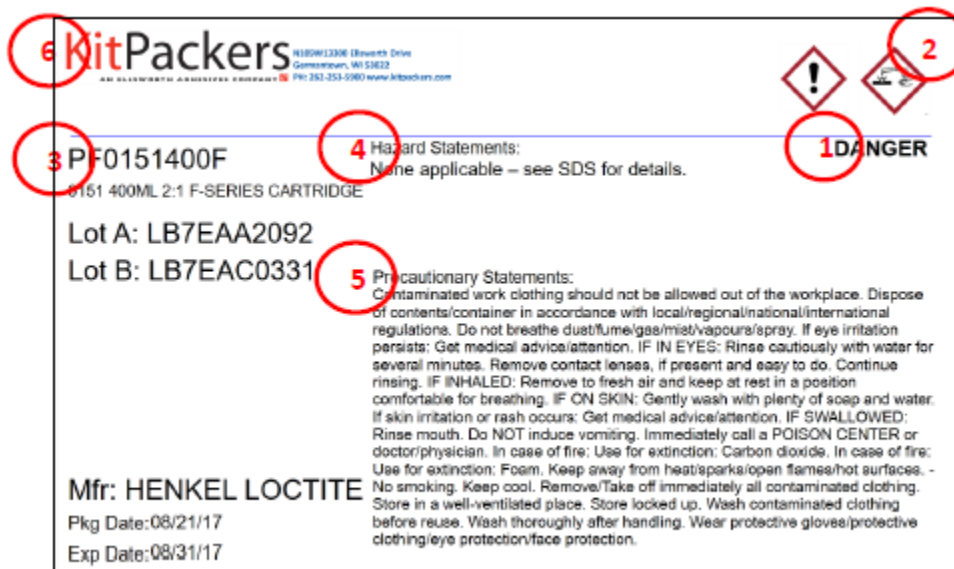 6
KitPackers
AN ELLSWORTH ADHESIVES COMPANY
N109W13300 Ellsworth Drive
Germantown, WI 53022
PH: 262-253-5900 www.kitpackers.com
2
3
PF0151400F
0151 400ML 2:1 F-SERIES CARTRIDGE
4
Hazard Statements:
None applicable – see SDS for details.
1
DANGER
Lot A: LB7EAA2092
Lot B: LB7EAC0331
5
Precautionary Statements:
Contaminated work clothing should not be allowed out of the workplace. Dispose
of contents/container in accordance with local/regional/national/international
regulations. Do not breathe dust/fume/gas/mist/vapours/spray. If eye irritation
persists: Get medical advice/attention. IF IN EYES: Rinse cautiously with water for
several minutes. Remove contact lenses, if present and easy to do. Continue
rinsing. IF INHALED: Remove to fresh air and keep at rest in a position
comfortable for breathing. IF ON SKIN: Gently wash with plenty of soap and water.
If skin irritation or rash occurs: Get medical advice/attention. IF SWALLOWED:
Rinse mouth. Do NOT induce vomiting. Immediately call a POISON CENTER or
doctor/physician. In case of fire: Use for extinction: Carbon dioxide. In case of fire:
Use for extinction: Foam. Keep away from heat/sparks/open flames/hot surfaces. -
No smoking. Keep cool. Remove/Take off immediately all contaminated clothing.
Store in a well-ventilated place. Store locked up. Wash contaminated clothing
before reuse. Wash thoroughly after handling. Wear protective gloves/protective
clothing/eye protection/face protection.
Mfr: HENKEL LOCTITE
Pkg Date:08/21/17
Exp Date:08/31/17